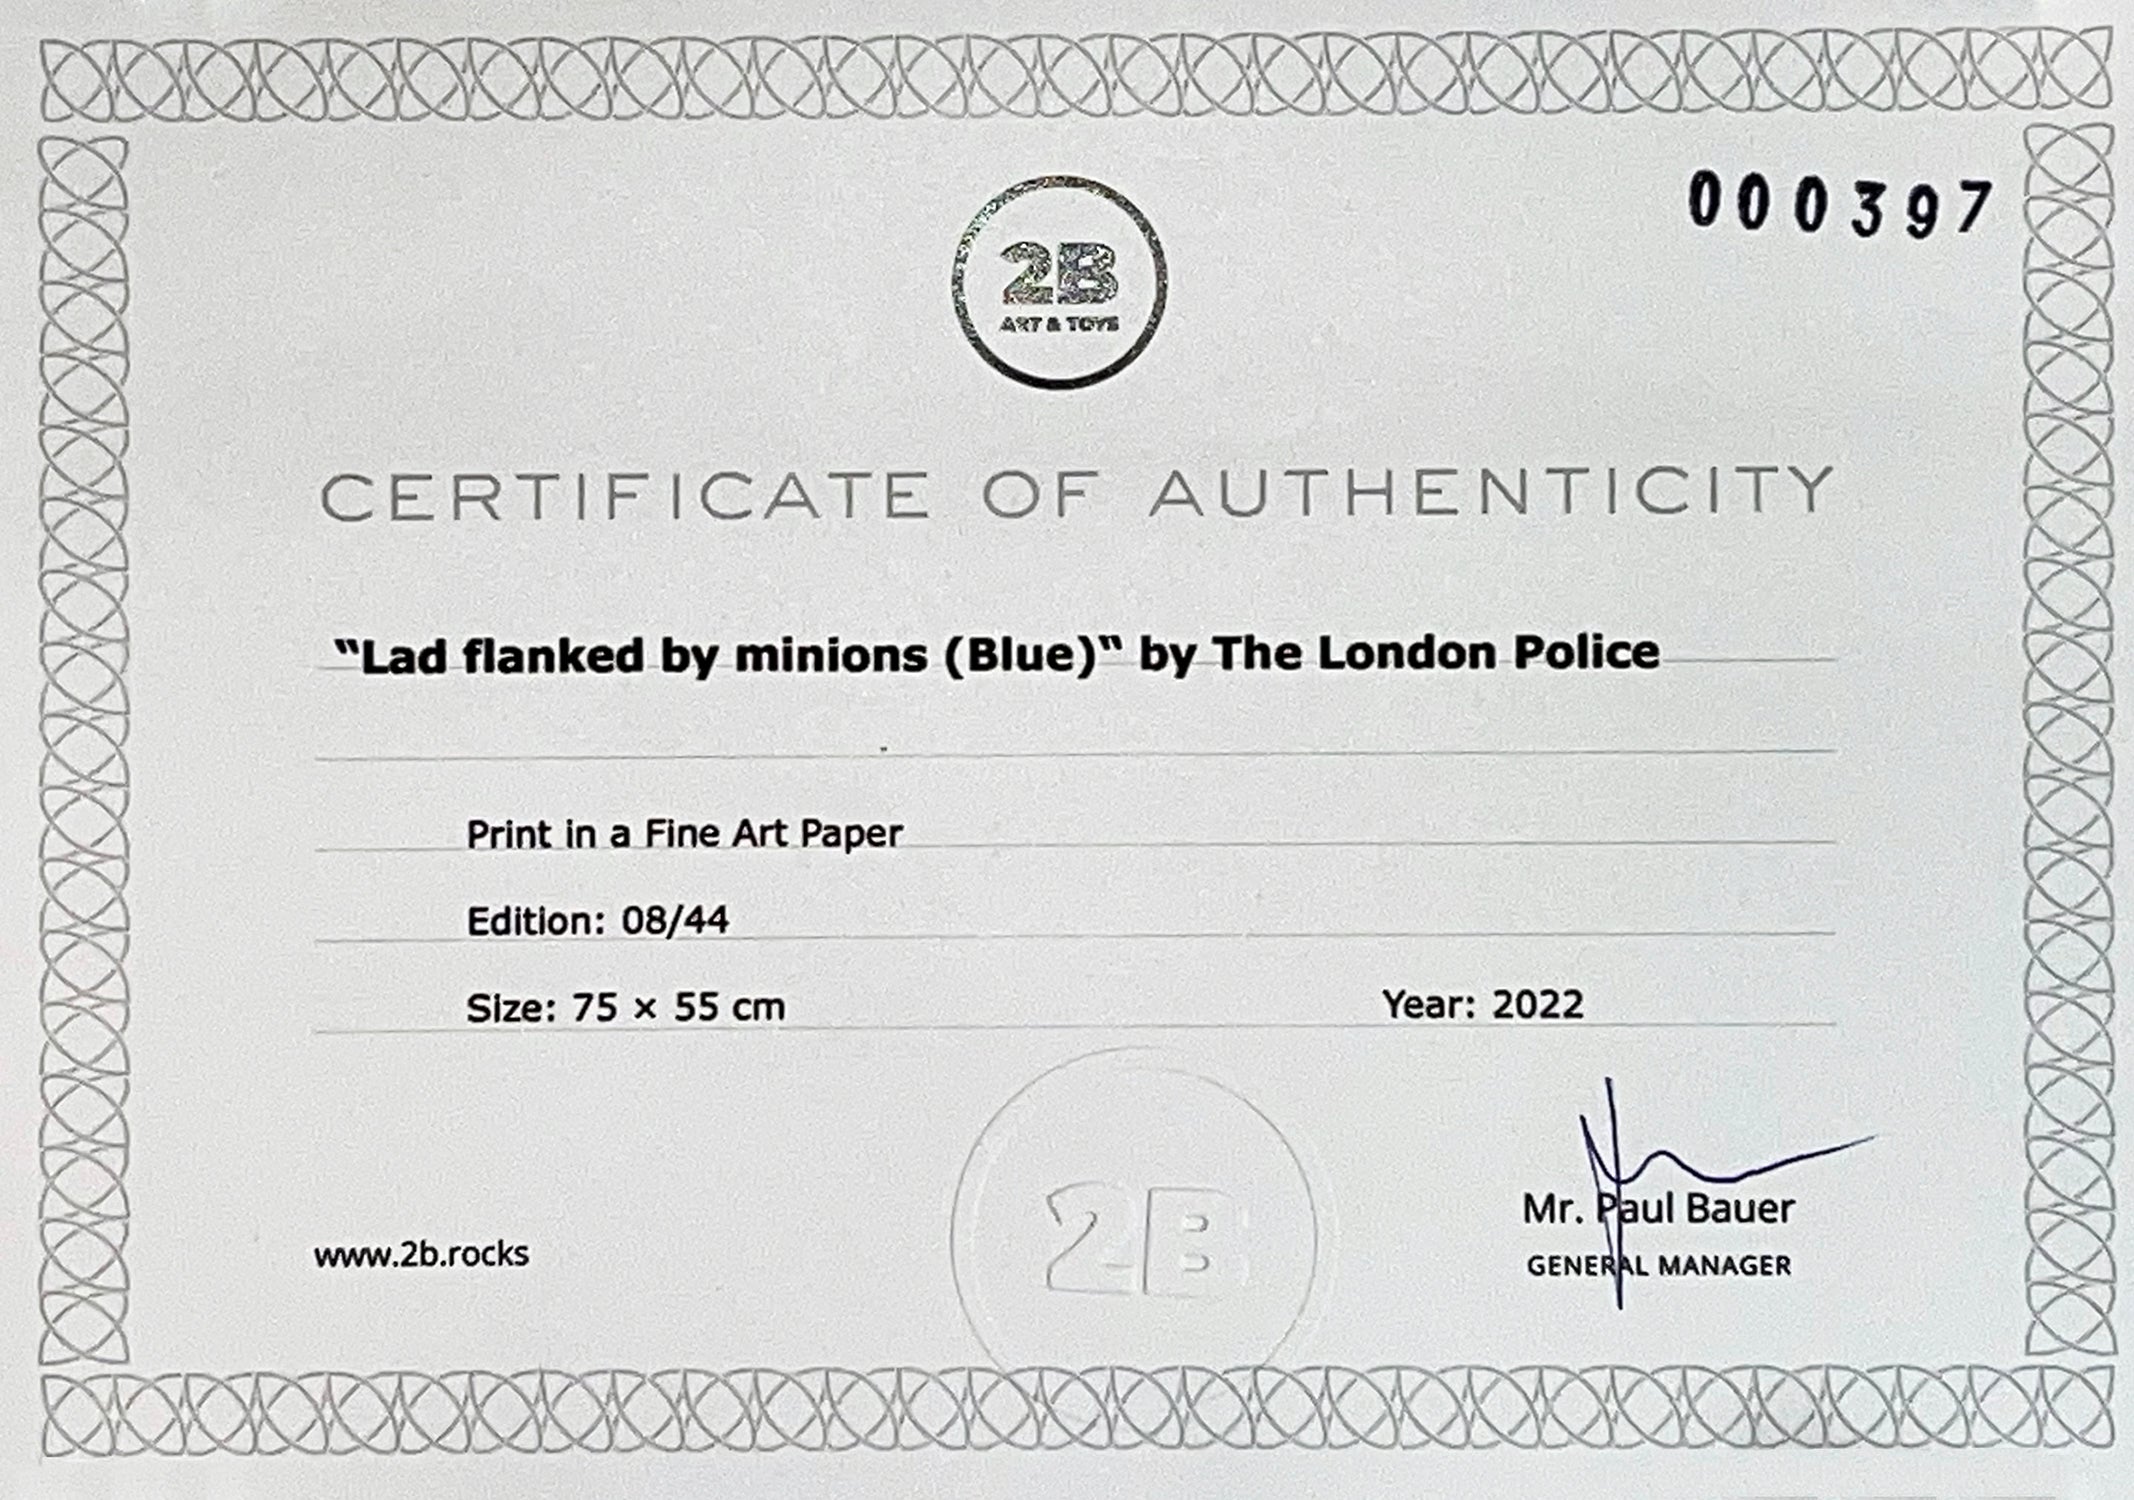 000397
2B
ART & TOYS
CERTIFICATE OF AUTHENTICITY
"Lad flanked by minions (Blue)" by The London Police
Print in a Fine Art Paper
Edition: 08/44
Size: 75 × 55 cm
Year: 2022
2B
Mr. Paul Bauer
GENERAL MANAGER
www.2b.rocks